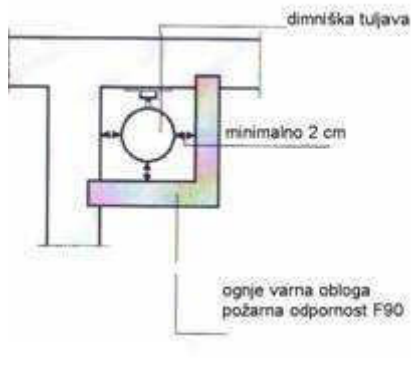 dimniška tuljava
minimalno 2 cm
ognje varna obloga
požarna odpornost F90